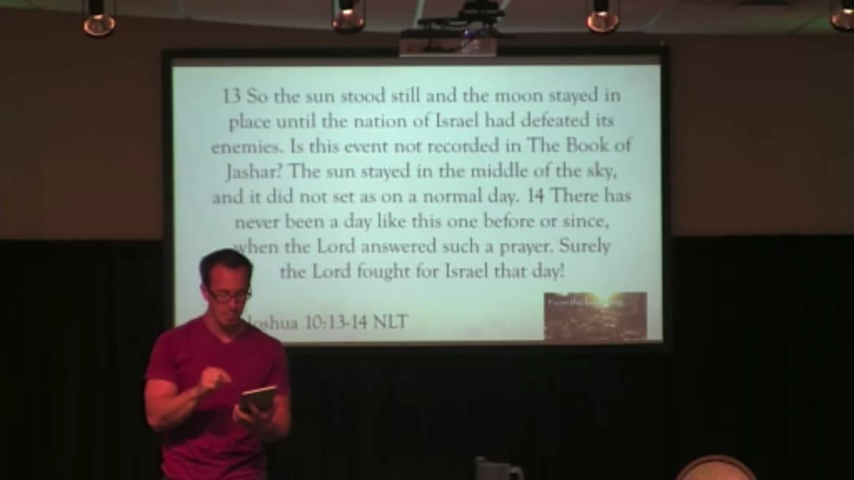 13 So the sun stood still and the moon stayed in
place until the nation of Israel had defeated its
enemies. Is this event not recorded in The Book of
Jashar? The sun stayed in the middle of the sky,
and it did not set as on a normal day. 14 There has
never been a day like this one before or since,
when the Lord answered such a prayer. Surely
the Lord fought for Israel that day!
Joshua 10:13-14 NLT
From the